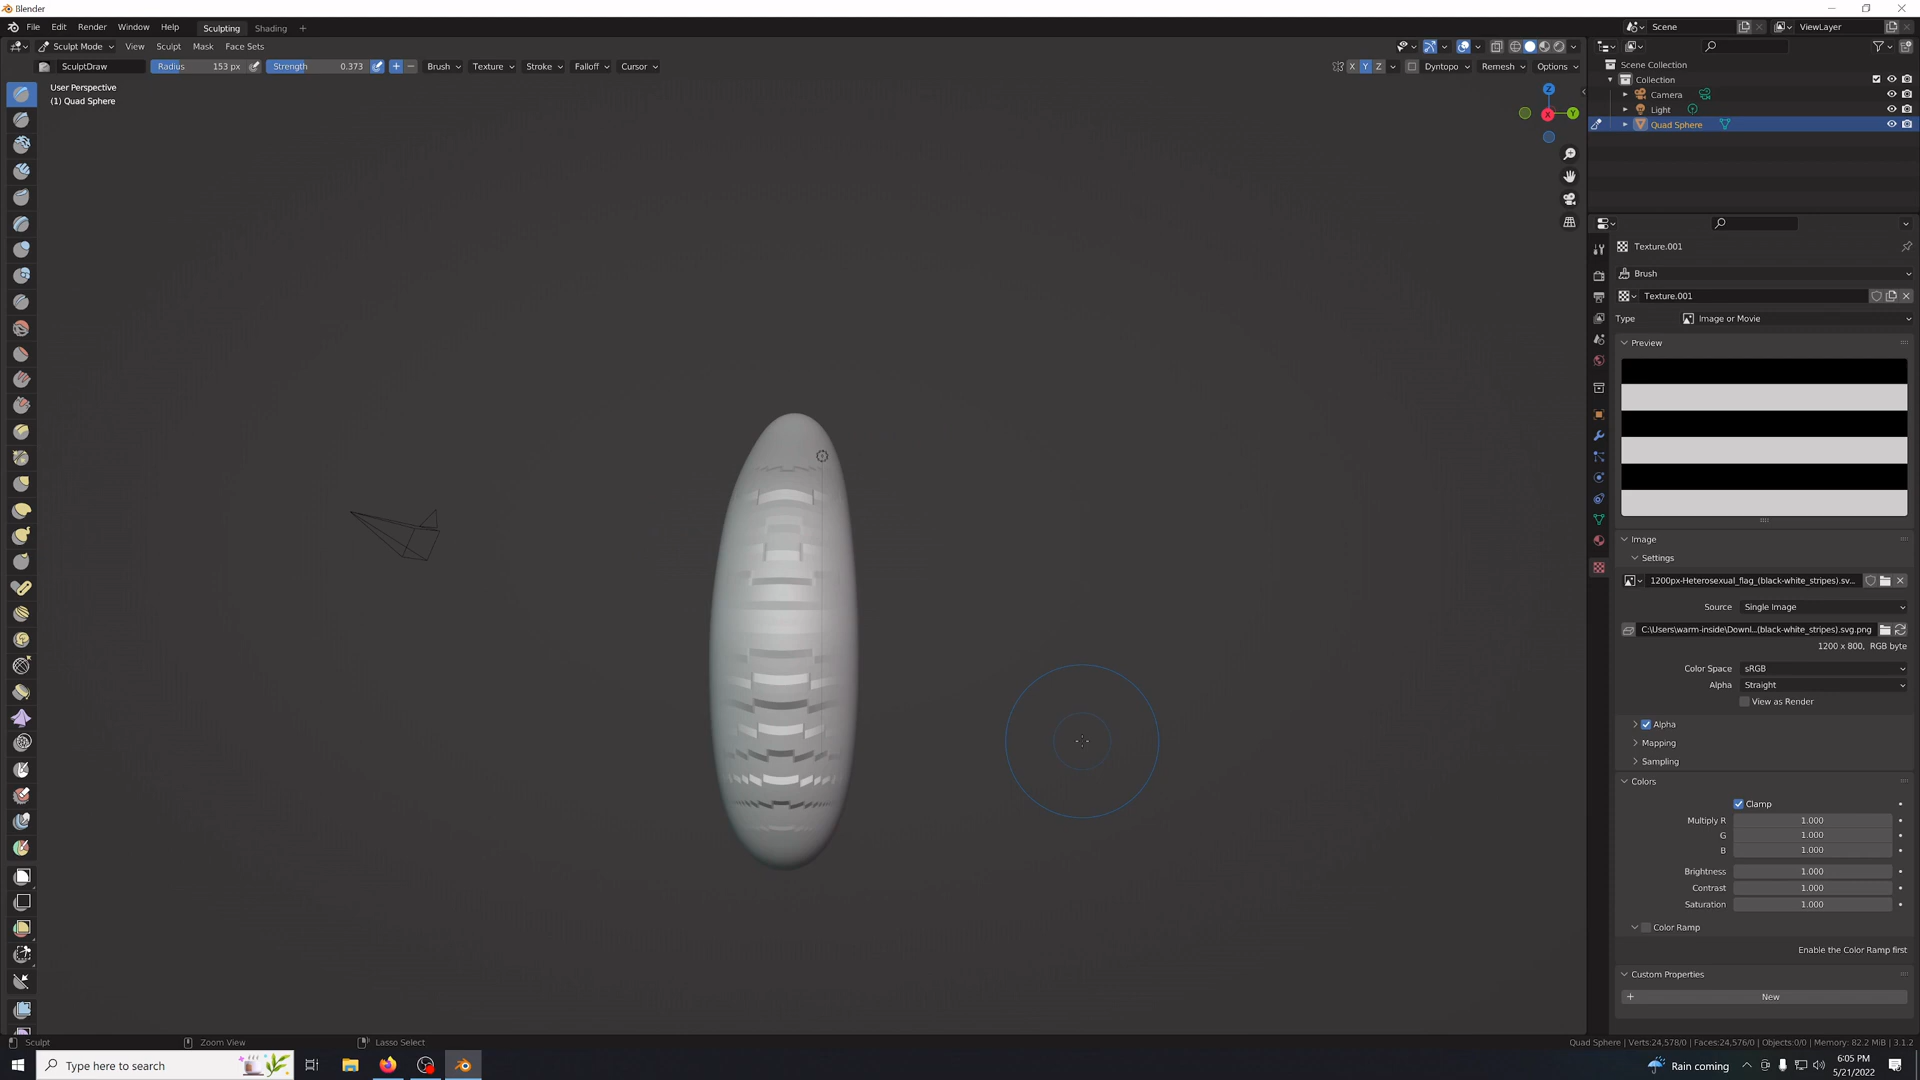 Blender
File Edit Render Window Help Sculpting Shading Scene ViewLayer
Sculpt Mode View Sculpt Mask Face Sets
SculptDraw Radius 153 px Strength 0.373 Brush Texture Stroke Falloff Cursor X Y Z Dyntopo Remesh Options
User Perspective
(1) Quad Sphere
Z
Y
X
Scene Collection
Collection
Camera
Light
Quad Sphere
Texture.001
Brush
Texture.001
Type Image or Movie
Preview
Image
Settings
1200px-Heterosexual_flag_(black-white_stripes).sv...
Source Single Image
C:\Users\warm-inside\Downl...(black-white_stripes).svg.png
1200 x 800, RGB byte
Color Space sRGB
Alpha Straight
View as Render
Alpha
Mapping
Sampling
Colors
Clamp
Multiply R 1.000
G 1.000
B 1.000
Brightness 1.000
Contrast 1.000
Saturation 1.000
Color Ramp
Enable the Color Ramp first
Custom Properties
New
Sculpt Zoom View Lasso Select Quad Sphere | Verts:24,578/0 | Faces:24,576/0 | Objects:0/0 | Memory: 82.2 MiB | 3.1.2
Type here to search Rain coming 6:05 PM
5/21/2022